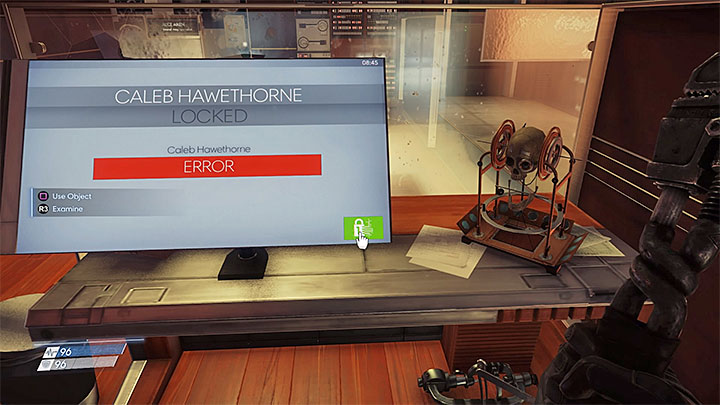 08:45
CALEB HAWETHORNE
LOCKED
Caleb Hawethorne
ERROR
Use Object
R3 Examine
96
96